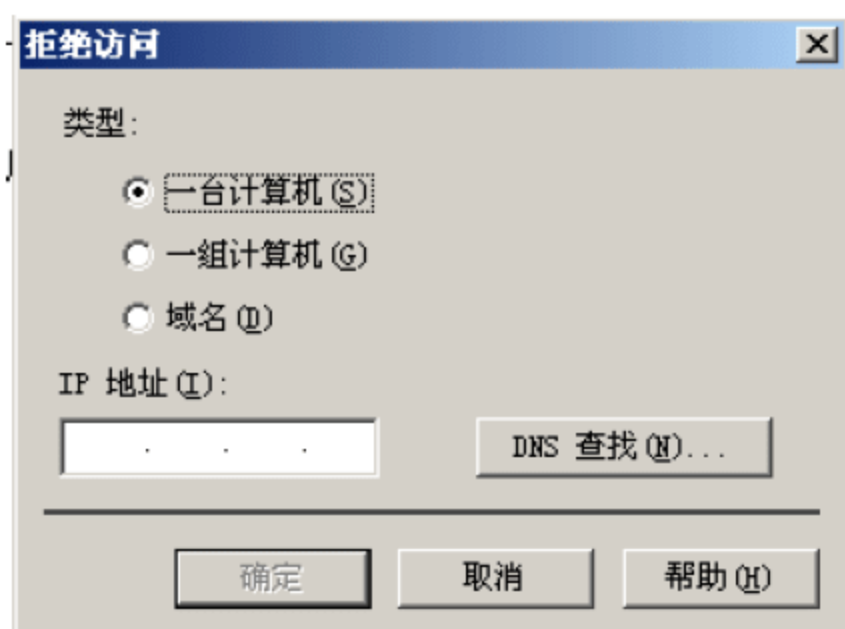 拒绝访问
类型:
一台计算机(S)
一组计算机(G)
域名(D)
IP 地址(I):
. . .
DNS 查找(N)...
确定 取消 帮助(H)